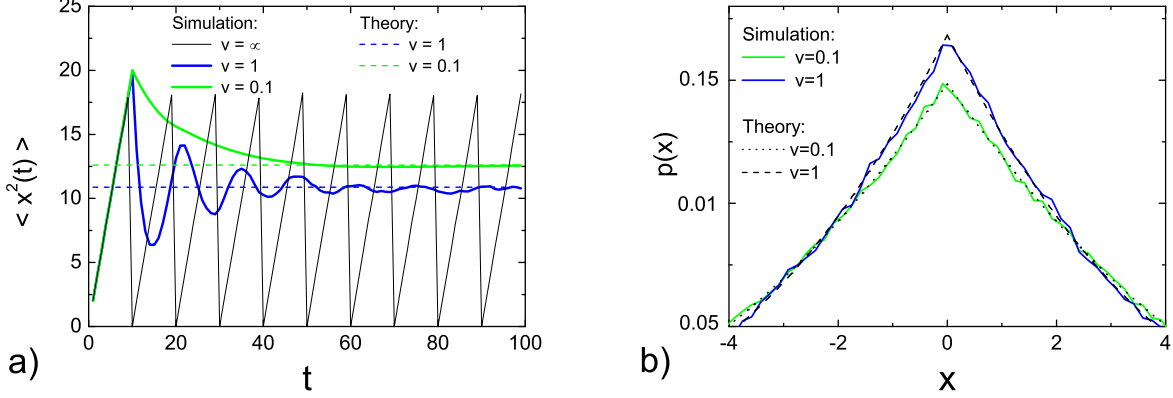 25
20
15
10
5
0
0 20 40 60 80 100
< x²(t) >
t
Simulation:
v = ∞
v = 1
v = 0.1
Theory:
v = 1
v = 0.1
a)
0.15
0.01
0.05
-4 -2 0 2 4
p(x)
x
Simulation:
v=0.1
v=1
Theory:
v=0.1
v=1
b)